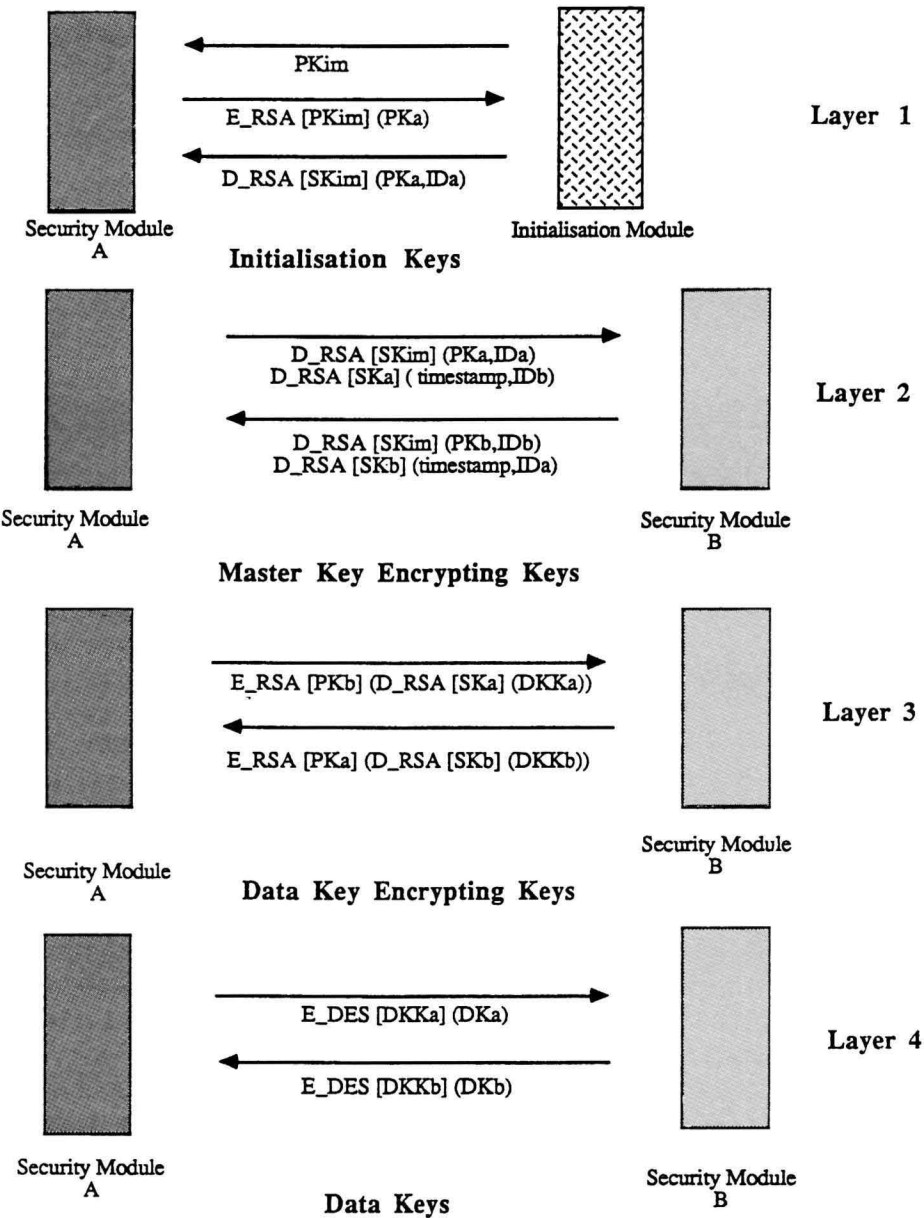 PKim
E_RSA [PKim] (PKa)
Layer 1
D_RSA [SKim] (PKa,IDa)
Security Module
A
Initialisation Module
Initialisation Keys
D_RSA [SKim] (PKa,IDa)
D_RSA [SKa] ( timestamp,IDb)
Layer 2
D_RSA [SKim] (PKb,IDb)
D_RSA [SKb] (timestamp,IDa)
Security Module
A
Security Module
B
Master Key Encrypting Keys
E_RSA [PKb] (D_RSA [SKa] (DKKa))
Layer 3
E_RSA [PKa] (D_RSA [SKb] (DKKb))
Security Module
A
Security Module
B
Data Key Encrypting Keys
E_DES [DKKa] (DKa)
Layer 4
E_DES [DKKb] (DKb)
Security Module
A
Security Module
B
Data Keys